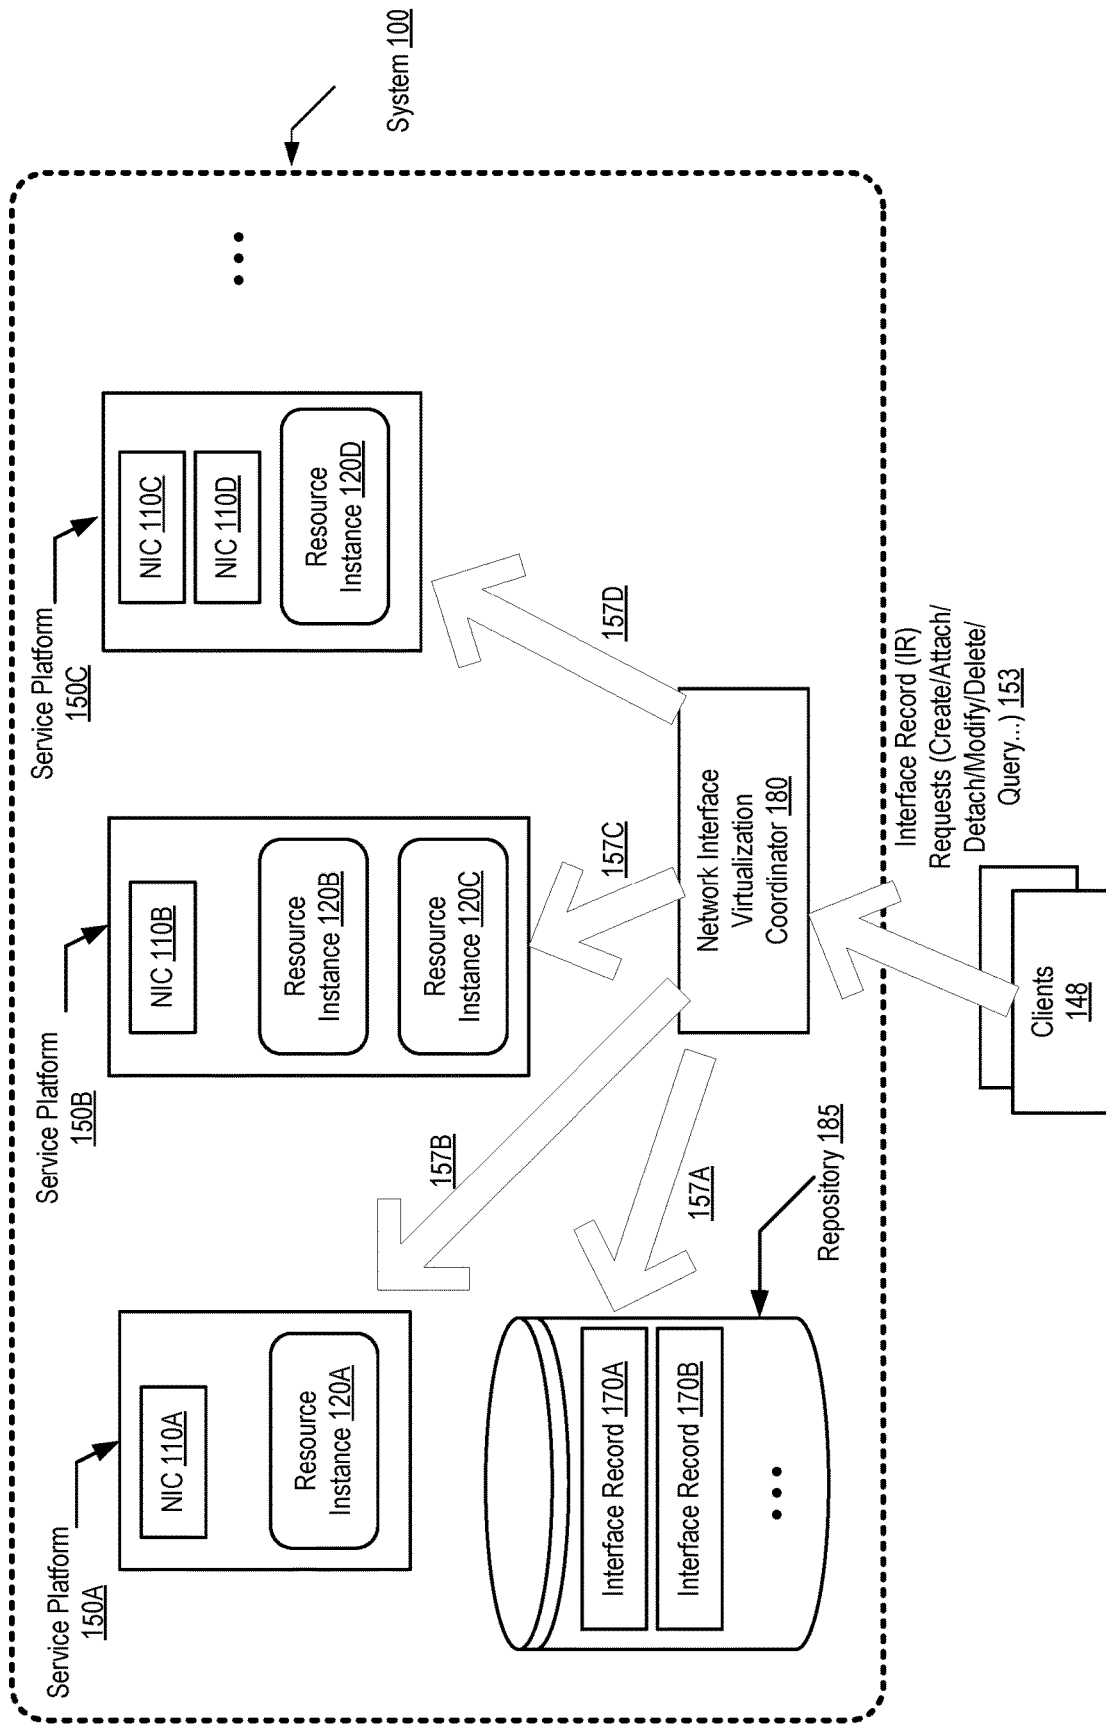 System 100
Service Platform
150A
NIC 110A
Resource
Instance 120A
Service Platform
150B
NIC 110B
Resource
Instance 120B
Resource
Instance 120C
Service Platform
150C
NIC 110C
NIC 110D
Resource
Instance 120D
...
157B
157C
157D
157A
Interface Record 170A
Interface Record 170B
...
Repository 185
Network Interface
Virtualization
Coordinator 180
Interface Record (IR)
Requests (Create/Attach/
Detach/Modify/Delete/
Query...) 153
Clients
148